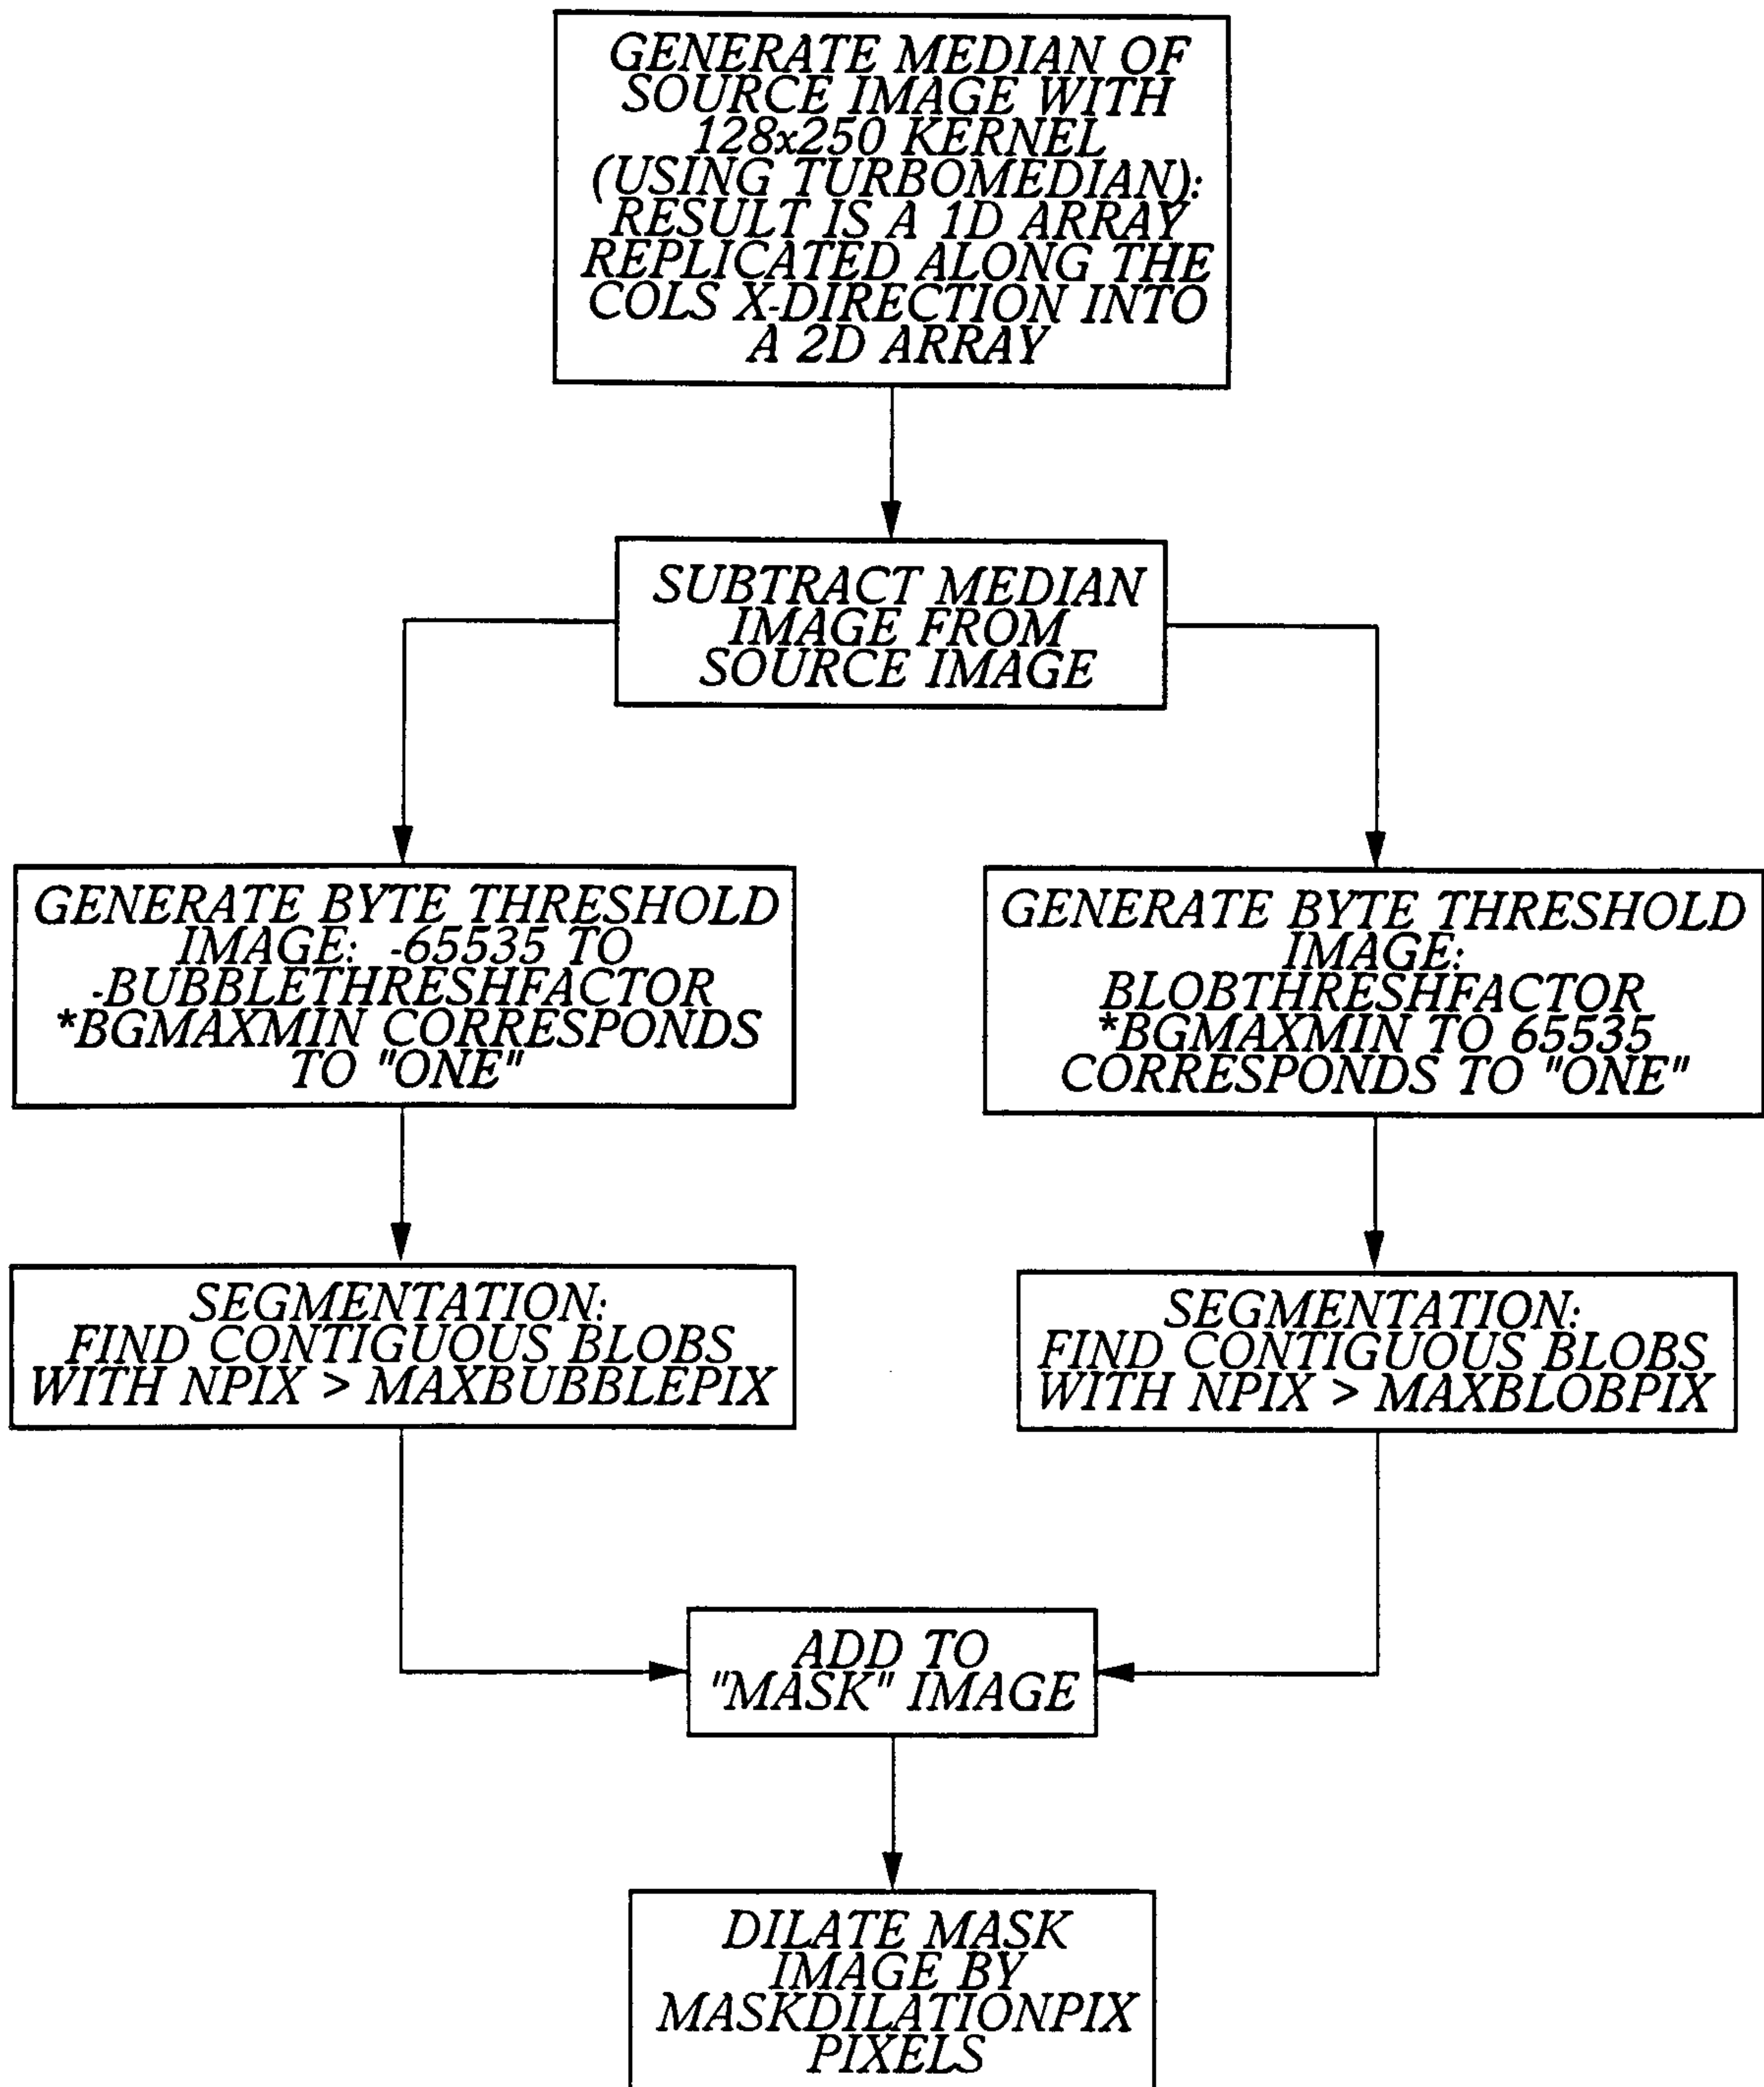 GENERATE MEDIAN OF
SOURCE IMAGE WITH
128x250 KERNEL
(USING TURBOMEDIAN):
RESULT IS A 1D ARRAY
REPLICATED ALONG THE
COLS X-DIRECTION INTO
A 2D ARRAY
SUBTRACT MEDIAN
IMAGE FROM
SOURCE IMAGE
GENERATE BYTE THRESHOLD
IMAGE: -65535 TO
-BUBBLETHRESHFACTOR
*BGMAXMIN CORRESPONDS
TO "ONE"
GENERATE BYTE THRESHOLD
IMAGE:
BLOBTHRESHFACTOR
*BGMAXMIN TO 65535
CORRESPONDS TO "ONE"
SEGMENTATION:
FIND CONTIGUOUS BLOBS
WITH NPIX > MAXBUBBLEPIX
SEGMENTATION:
FIND CONTIGUOUS BLOBS
WITH NPIX > MAXBLOBPIX
ADD TO
"MASK" IMAGE
DILATE MASK
IMAGE BY
MASKDILATIONPIX
PIXELS